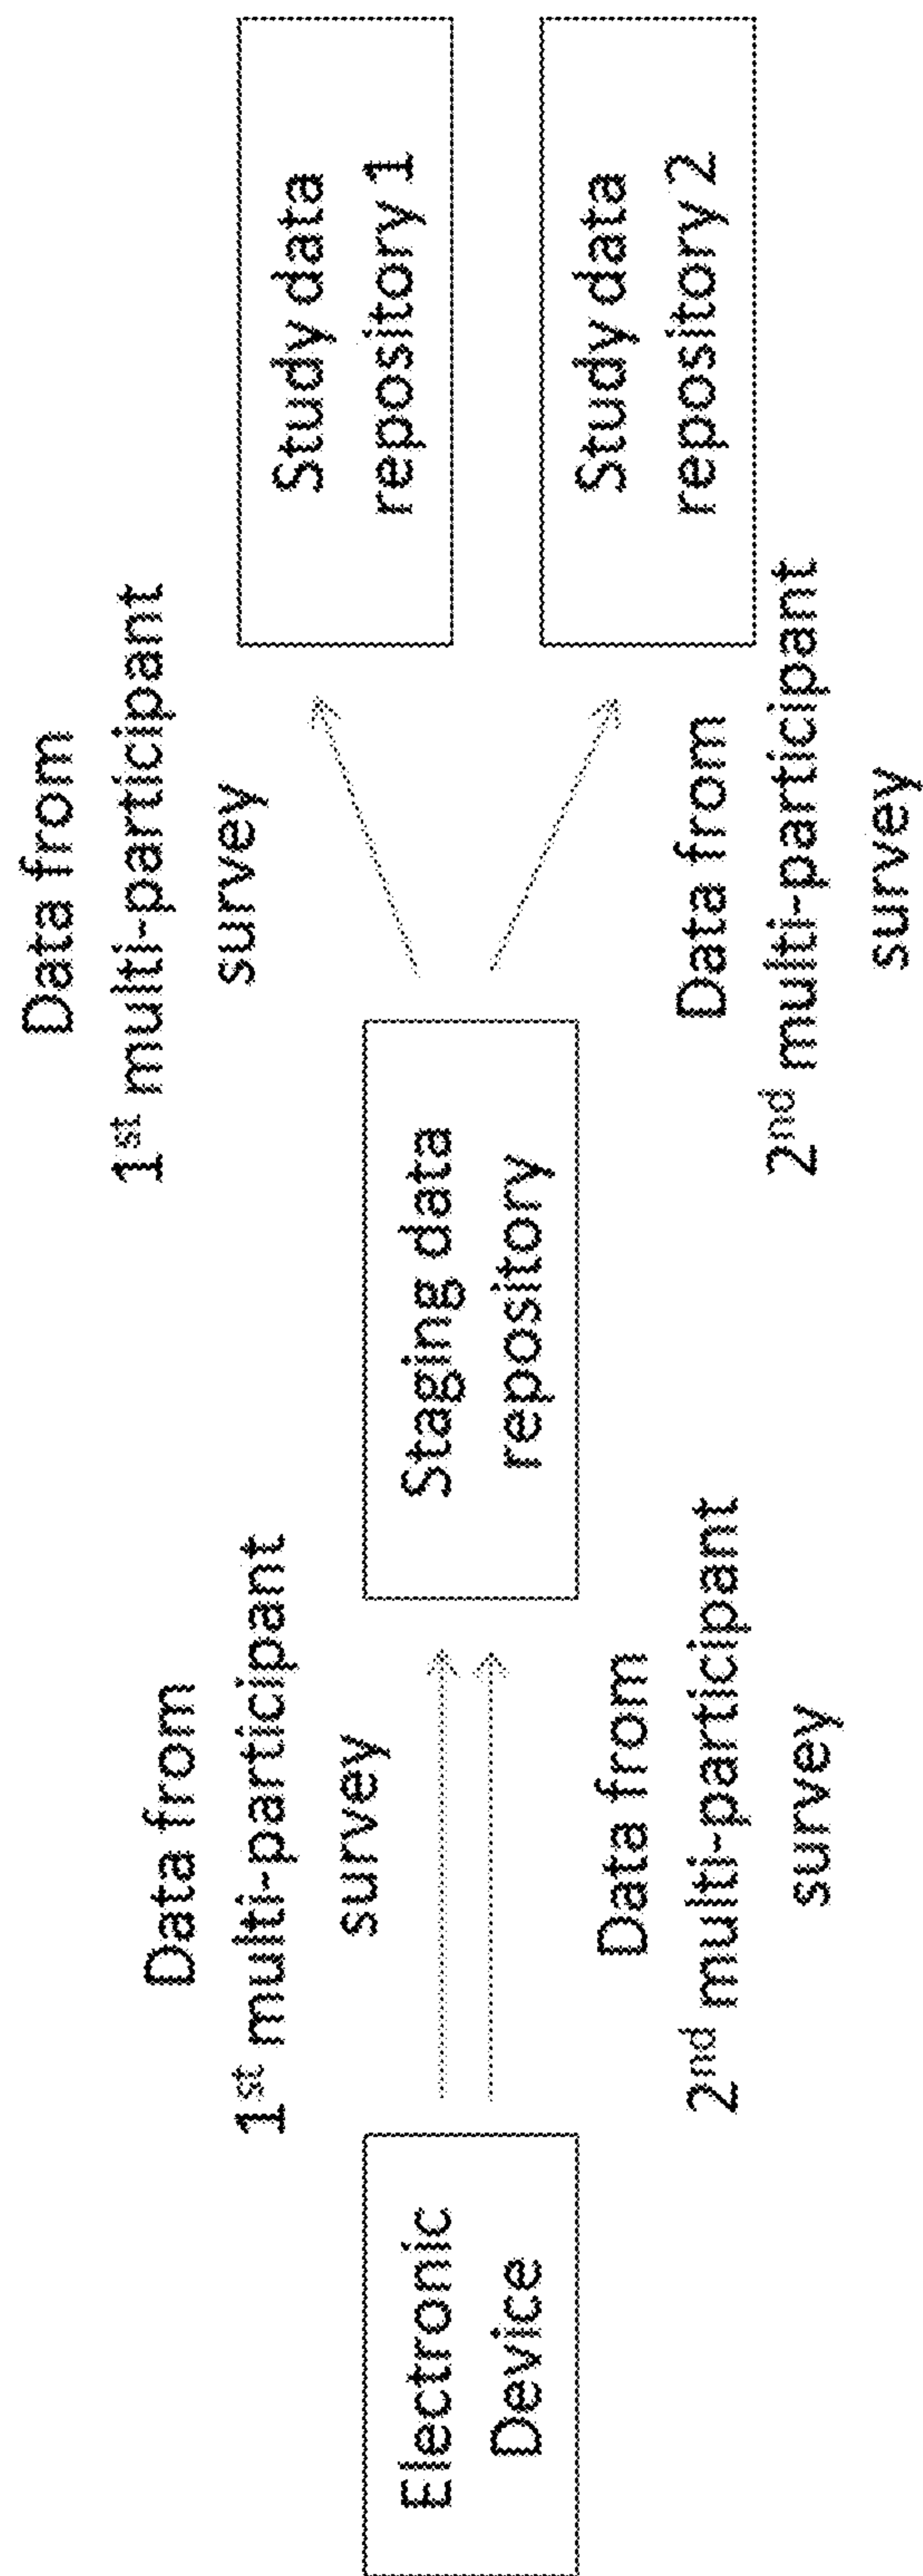 Electronic
Device
Data from
1st multi-participant
survey
Data from
2nd multi-participant
survey
Staging data
repository
Data from
1st multi-participant
survey
Data from
2nd multi-participant
survey
Study data
repository 1
Study data
repository 2